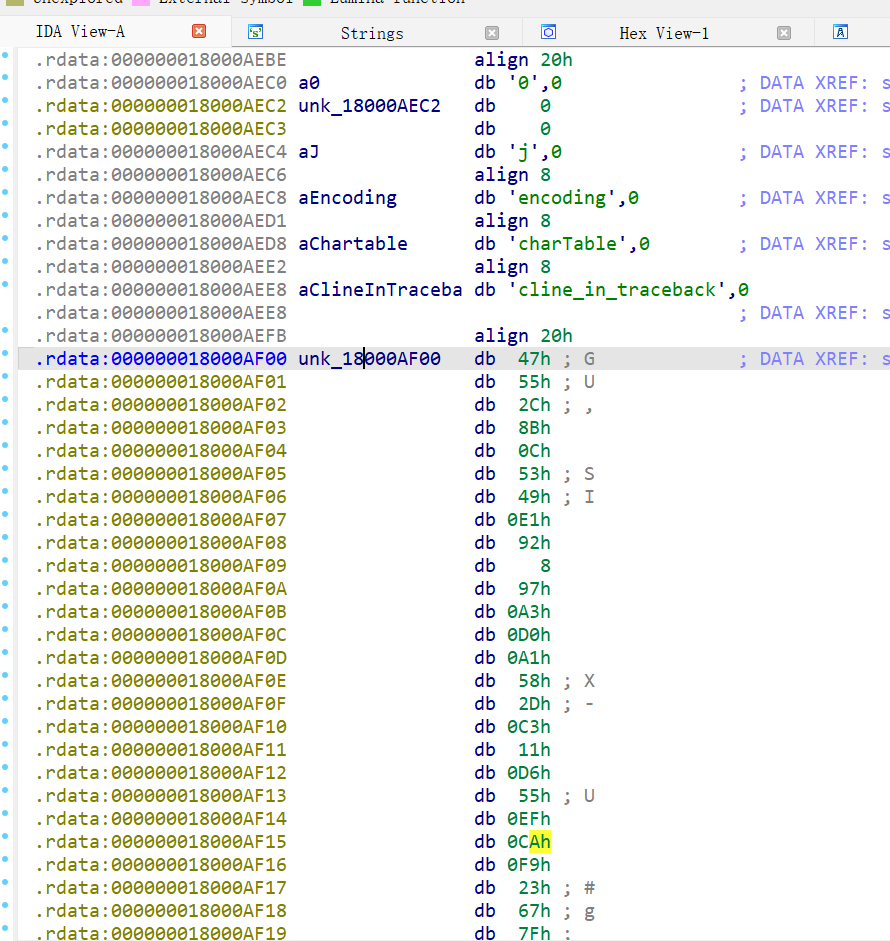 Unexplored External symbol Lumina function
IDA View-A Strings Hex View-1
.rdata:000000018000AEBE align 20h
.rdata:000000018000AEC0 a0 db '0',0 ; DATA XREF: s
.rdata:000000018000AEC2 unk_18000AEC2 db 0 ; DATA XREF: s
.rdata:000000018000AEC3 db 0
.rdata:000000018000AEC4 aJ db 'j',0 ; DATA XREF: s
.rdata:000000018000AEC6 align 8
.rdata:000000018000AEC8 aEncoding db 'encoding',0 ; DATA XREF: s
.rdata:000000018000AED1 align 8
.rdata:000000018000AED8 aChartable db 'charTable',0 ; DATA XREF: s
.rdata:000000018000AEE2 align 8
.rdata:000000018000AEE8 aClineInTraceba db 'cline_in_traceback',0
.rdata:000000018000AEE8 ; DATA XREF: s
.rdata:000000018000AEFB align 20h
.rdata:000000018000AF00 unk_18000AF00 db 47h ; G ; DATA XREF: s
.rdata:000000018000AF01 db 55h ; U
.rdata:000000018000AF02 db 2Ch ; ,
.rdata:000000018000AF03 db 8Bh
.rdata:000000018000AF04 db 0Ch
.rdata:000000018000AF05 db 53h ; S
.rdata:000000018000AF06 db 49h ; I
.rdata:000000018000AF07 db 0E1h
.rdata:000000018000AF08 db 92h
.rdata:000000018000AF09 db 8
.rdata:000000018000AF0A db 97h
.rdata:000000018000AF0B db 0A3h
.rdata:000000018000AF0C db 0D0h
.rdata:000000018000AF0D db 0A1h
.rdata:000000018000AF0E db 58h ; X
.rdata:000000018000AF0F db 2Dh ; -
.rdata:000000018000AF10 db 0C3h
.rdata:000000018000AF11 db 11h
.rdata:000000018000AF12 db 0D6h
.rdata:000000018000AF13 db 55h ; U
.rdata:000000018000AF14 db 0EFh
.rdata:000000018000AF15 db 0CAh
.rdata:000000018000AF16 db 0F9h
.rdata:000000018000AF17 db 23h ; #
.rdata:000000018000AF18 db 67h ; g
.rdata:000000018000AF19 db 7Fh ;